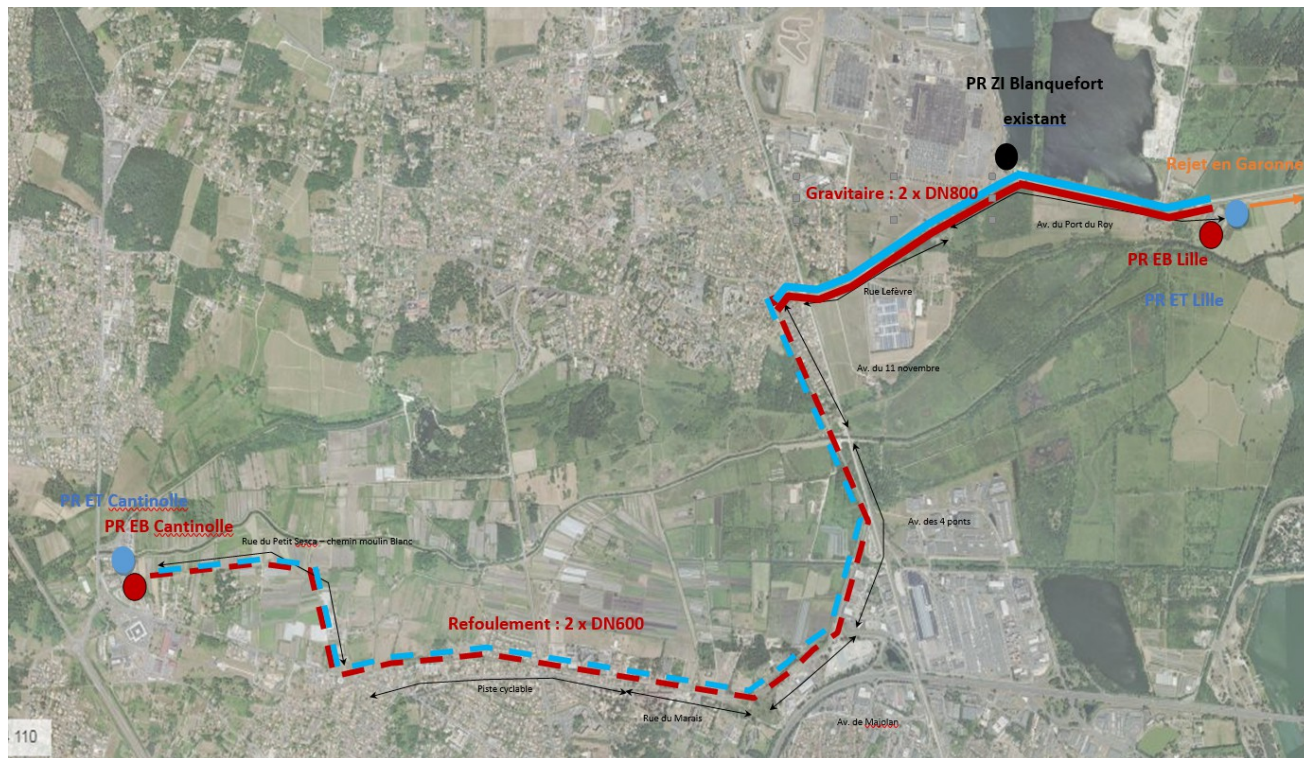 PR ZI Blanquefort
existant
Rejet en Garonne
Gravitaire : 2 x DN800
Av. du Port du Roy
PR EB Lille
Rue Lefèvre
PR ET Lille
Av. du 11 novembre
PR ET Cantinolle
PR EB Cantinolle
Av. des 4 ponts
Rue du Petit Sesca – chemin moulin Blanc
Refoulement : 2 x DN600
Piste cyclable
Rue du Marais
Av. de Majolan
110